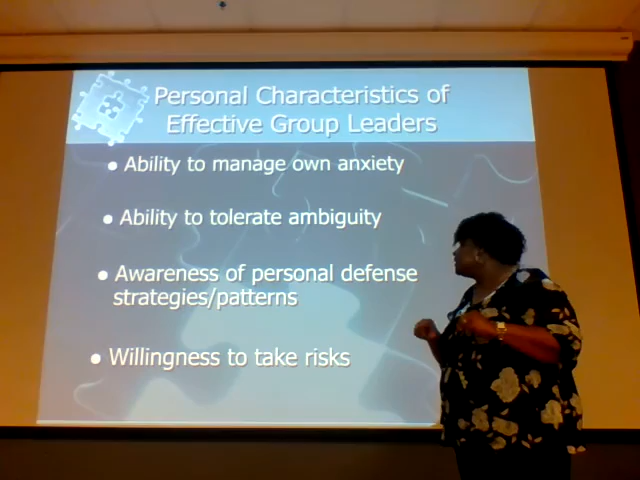 Personal Characteristics of
Effective Group Leaders
• Ability to manage own anxiety
• Ability to tolerate ambiguity
• Awareness of personal defense
strategies/patterns
• Willingness to take risks